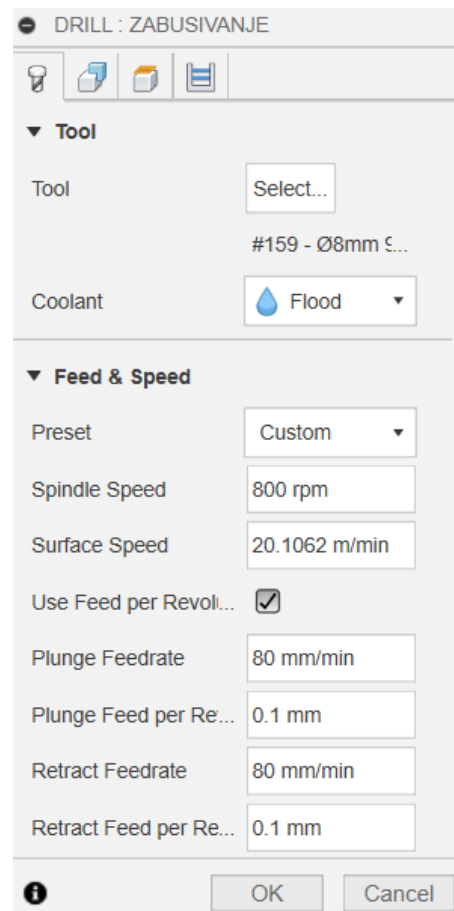 DRILL : ZABUSIVANJE
Tool
Tool Select...
#159 - Ø8mm 9...
Coolant Flood
Feed & Speed
Preset Custom
Spindle Speed 800 rpm
Surface Speed 20.1062 m/min
Use Feed per Revolu...
Plunge Feedrate 80 mm/min
Plunge Feed per Re... 0.1 mm
Retract Feedrate 80 mm/min
Retract Feed per Re... 0.1 mm
OK Cancel